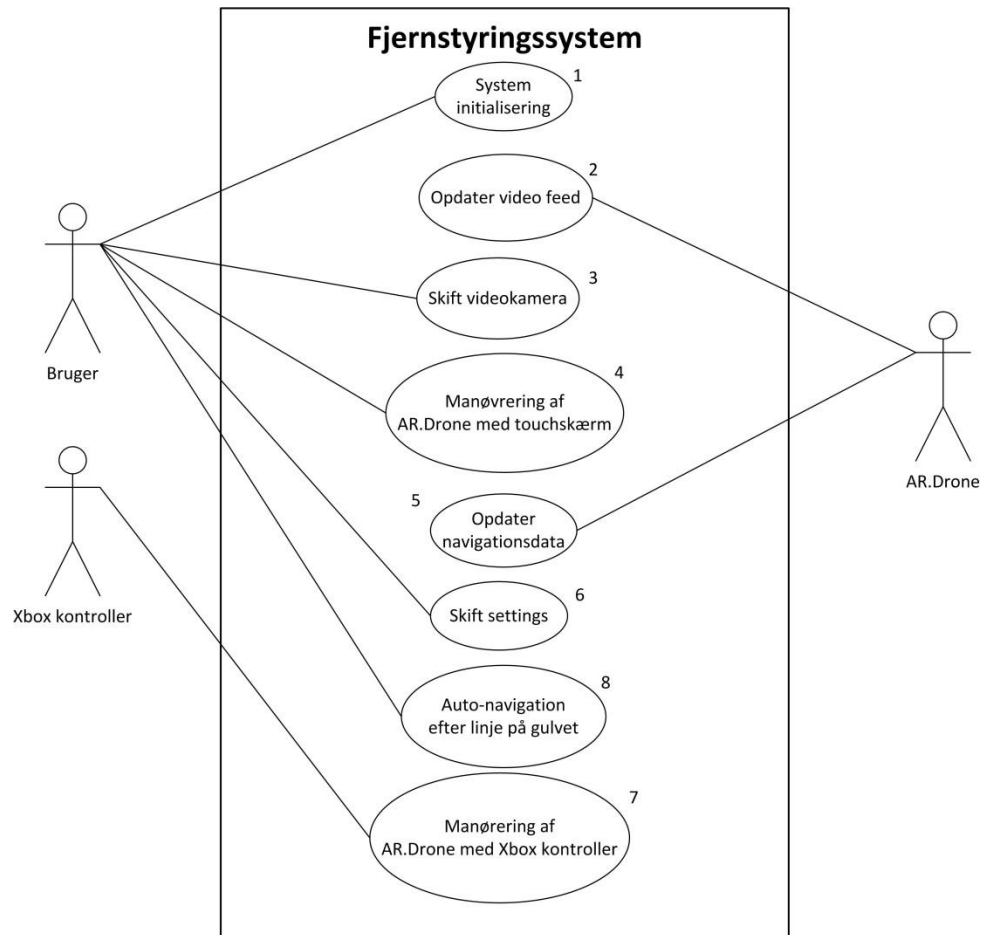 Fjernstyringssystem
1
System
initialisering
2
Opdater video feed
3
Skift videokamera
4
Manøvrering af
AR.Drone med touchskærm
5
Opdater
navigationsdata
6
Skift settings
8
Auto-navigation
efter linje på gulvet
7
Manørering af
AR.Drone med Xbox kontroller
Bruger
Xbox kontroller
AR.Drone